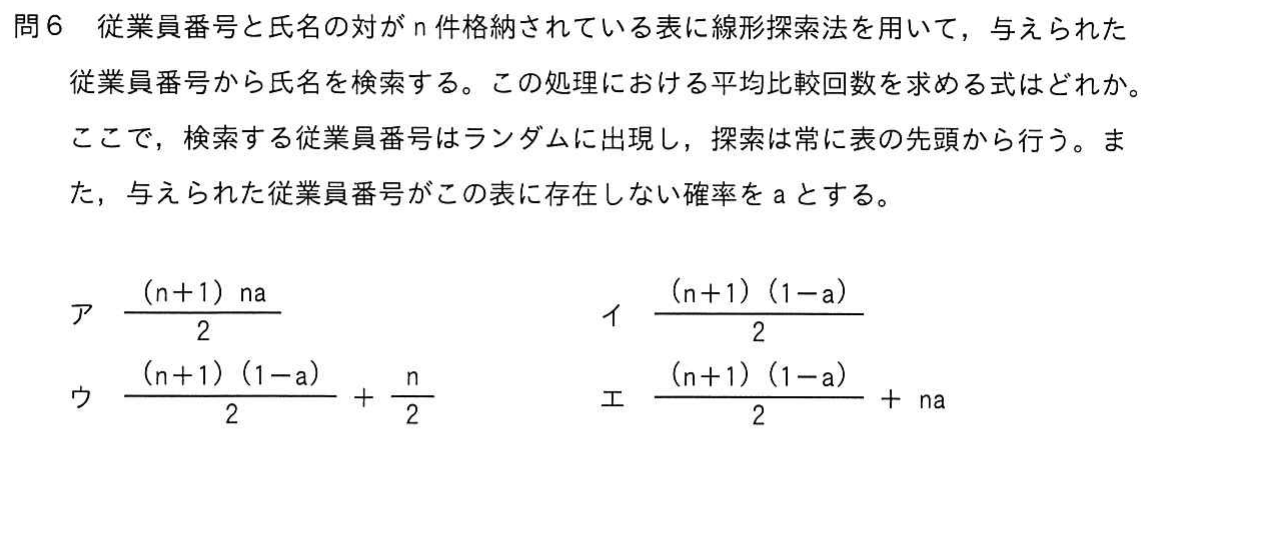 問6 従業員番号と氏名の対が n 件格納されている表に線形探索法を用いて，与えられた
従業員番号から氏名を検索する。この処理における平均比較回数を求める式はどれか。
ここで，検索する従業員番号はランダムに出現し，探索は常に表の先頭から行う。ま
た，与えられた従業員番号がこの表に存在しない確率を a とする。
ア (n＋1) na / 2
イ (n＋1) (1－a) / 2
ウ (n＋1) (1－a) / 2 ＋ n / 2
エ (n＋1) (1－a) / 2 ＋ na